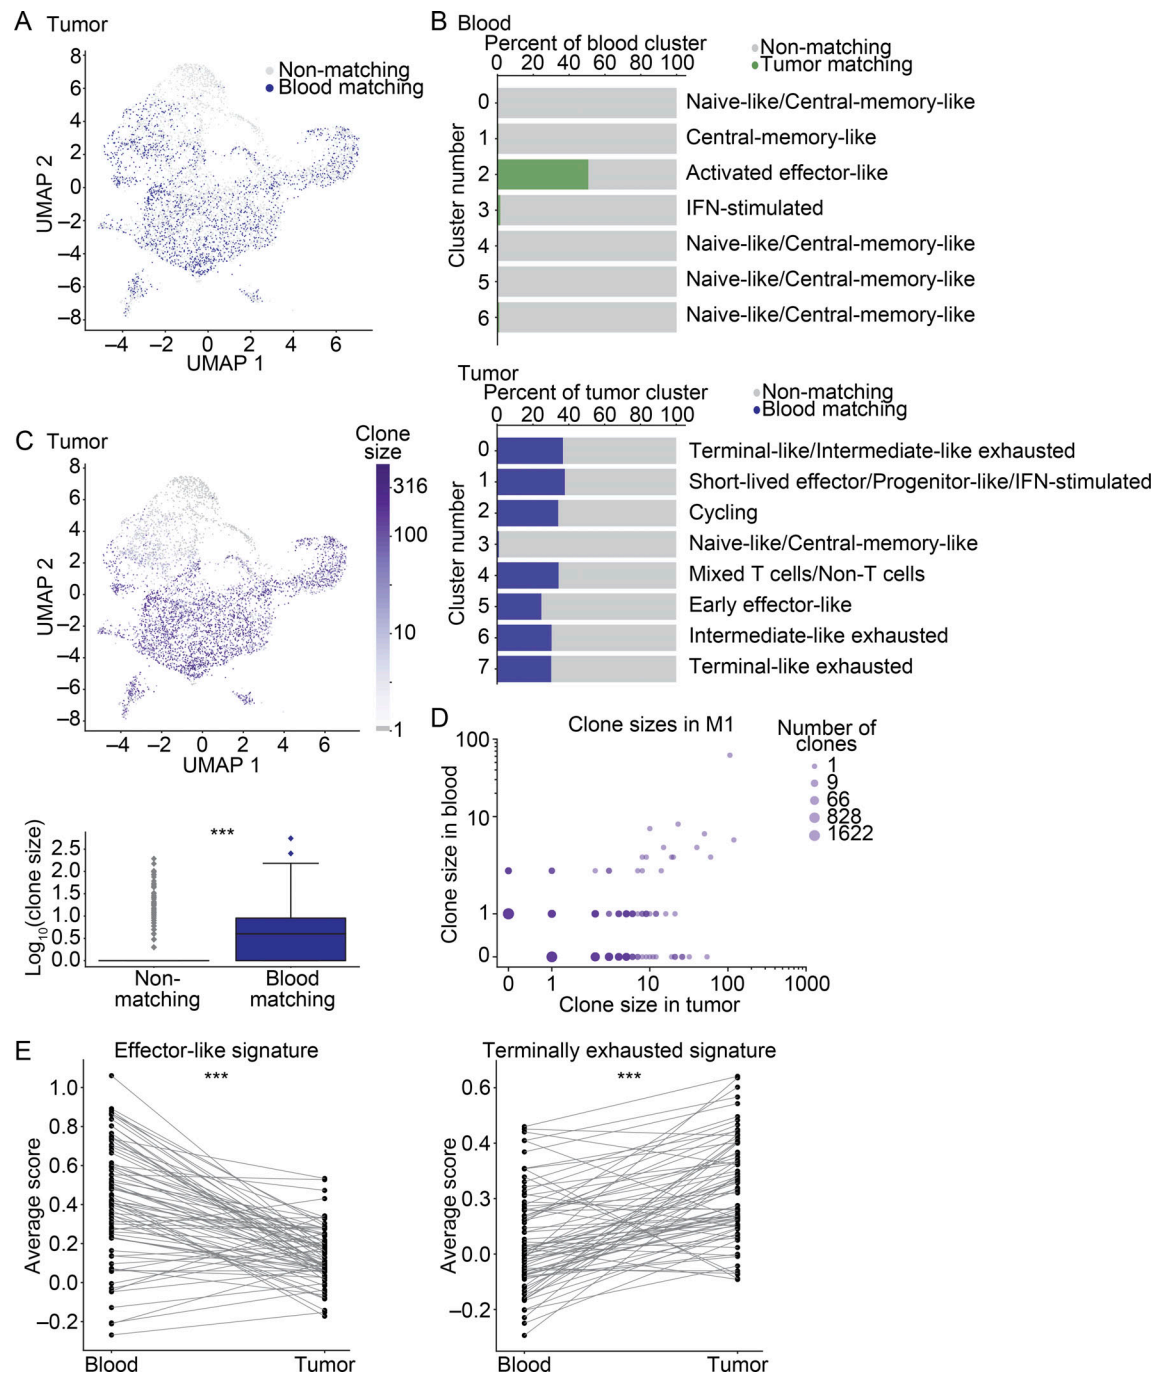 A Tumor
8
6
4
2
0
−2
−4
−6
−8
UMAP 2
−4 −2 0 2 4 6
UMAP 1
Non-matching
Blood matching
B Blood
Percent of blood cluster
0 20 40 60 80 100
Non-matching
Tumor matching
Cluster number
0 Naive-like/Central-memory-like
1 Central-memory-like
2 Activated effector-like
3 IFN-stimulated
4 Naive-like/Central-memory-like
5 Naive-like/Central-memory-like
6 Naive-like/Central-memory-like
Tumor
Percent of tumor cluster
0 20 40 60 80 100
Non-matching
Blood matching
Cluster number
0 Terminal-like/Intermediate-like exhausted
1 Short-lived effector/Progenitor-like/IFN-stimulated
2 Cycling
3 Naive-like/Central-memory-like
4 Mixed T cells/Non-T cells
5 Early effector-like
6 Intermediate-like exhausted
7 Terminal-like exhausted
C Tumor
8
6
4
2
0
−2
−4
−6
−8
UMAP 2
−4 −2 0 2 4 6
UMAP 1
Clone
size
316
100
10
1
Log10(clone size)
2.5
2.0
1.5
1.0
0.5
0.0
***
Non-
matching
Blood
matching
D Clone sizes in M1
Clone size in blood
100
10
1
0
0 1 10 100 1000
Clone size in tumor
Number of
clones
1
9
66
828
1622
E Effector-like signature
***
Average score
1.0
0.8
0.6
0.4
0.2
0.0
−0.2
Blood Tumor
Terminally exhausted signature
***
Average score
0.6
0.4
0.3
0.0
−0.2
Blood Tumor